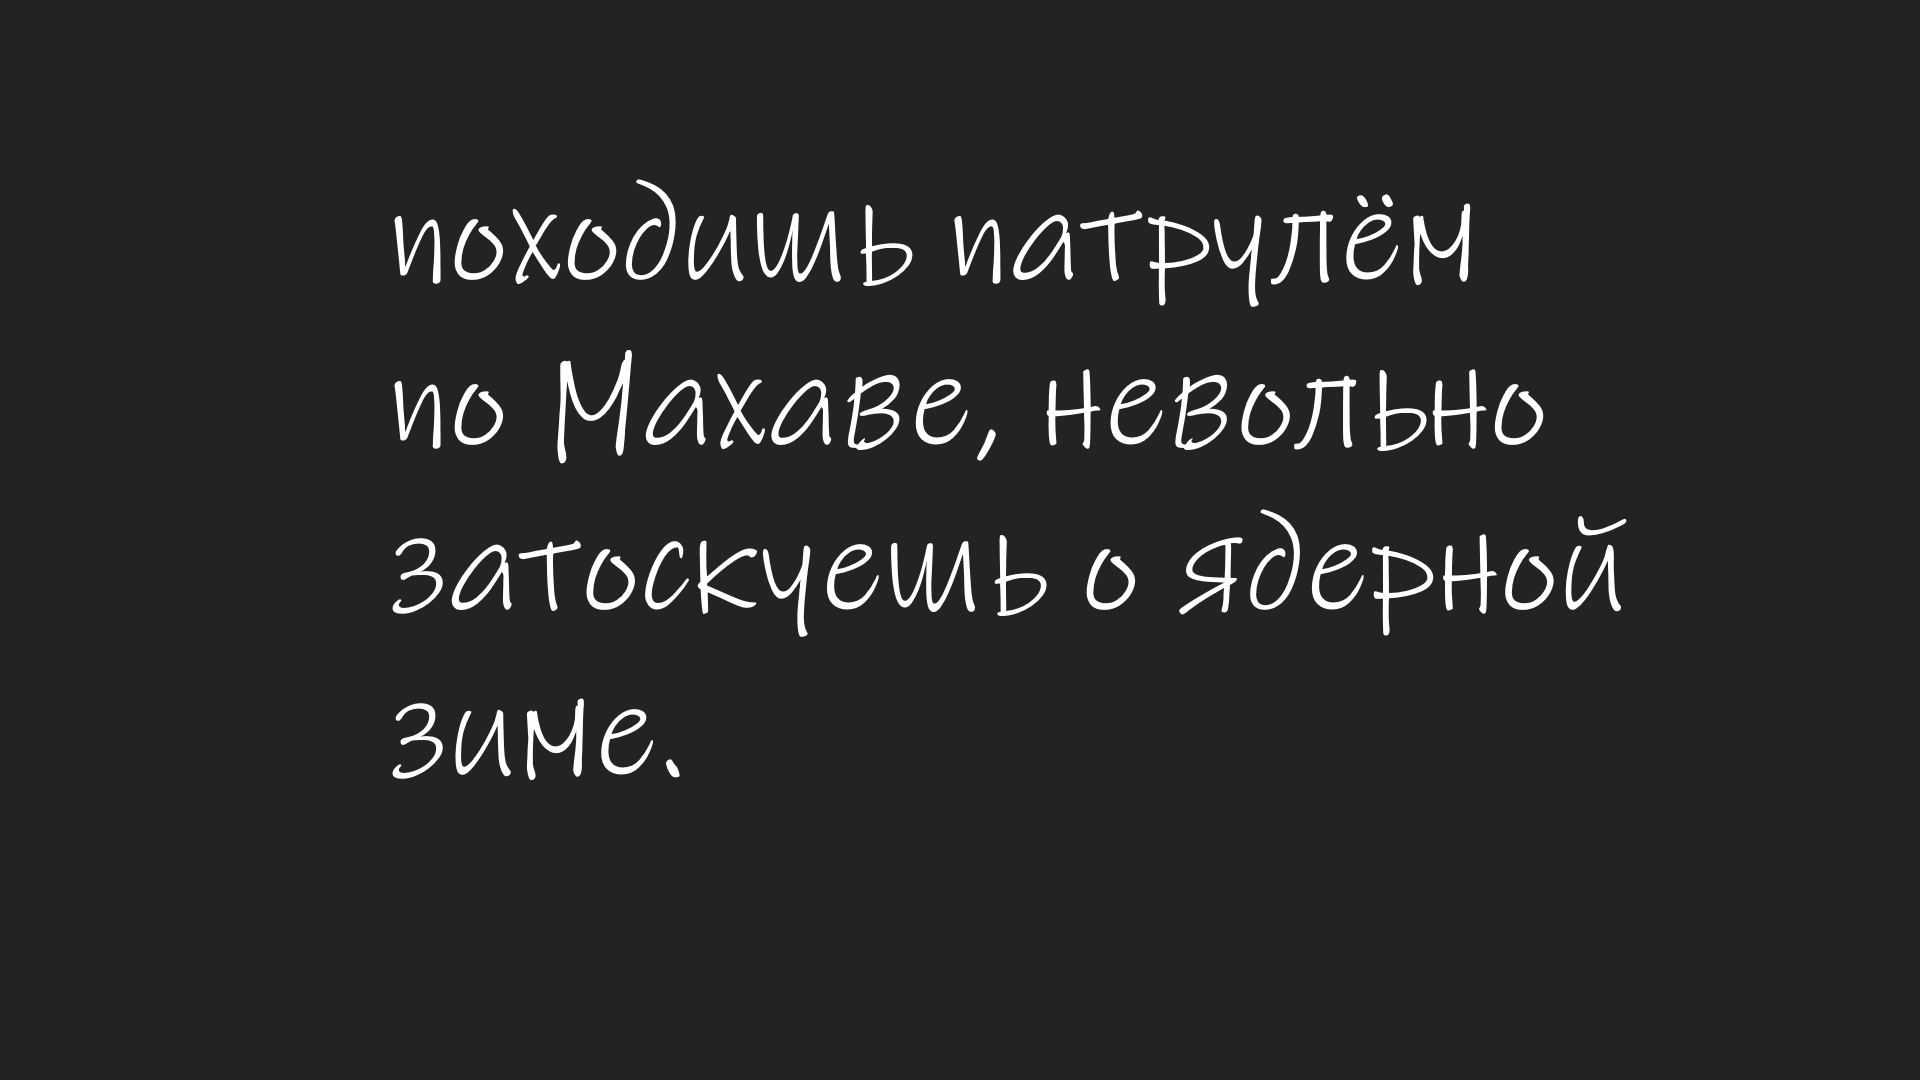 походишь патрулём
по Махаве, невольно
затоскуешь о ядерной
зиме.